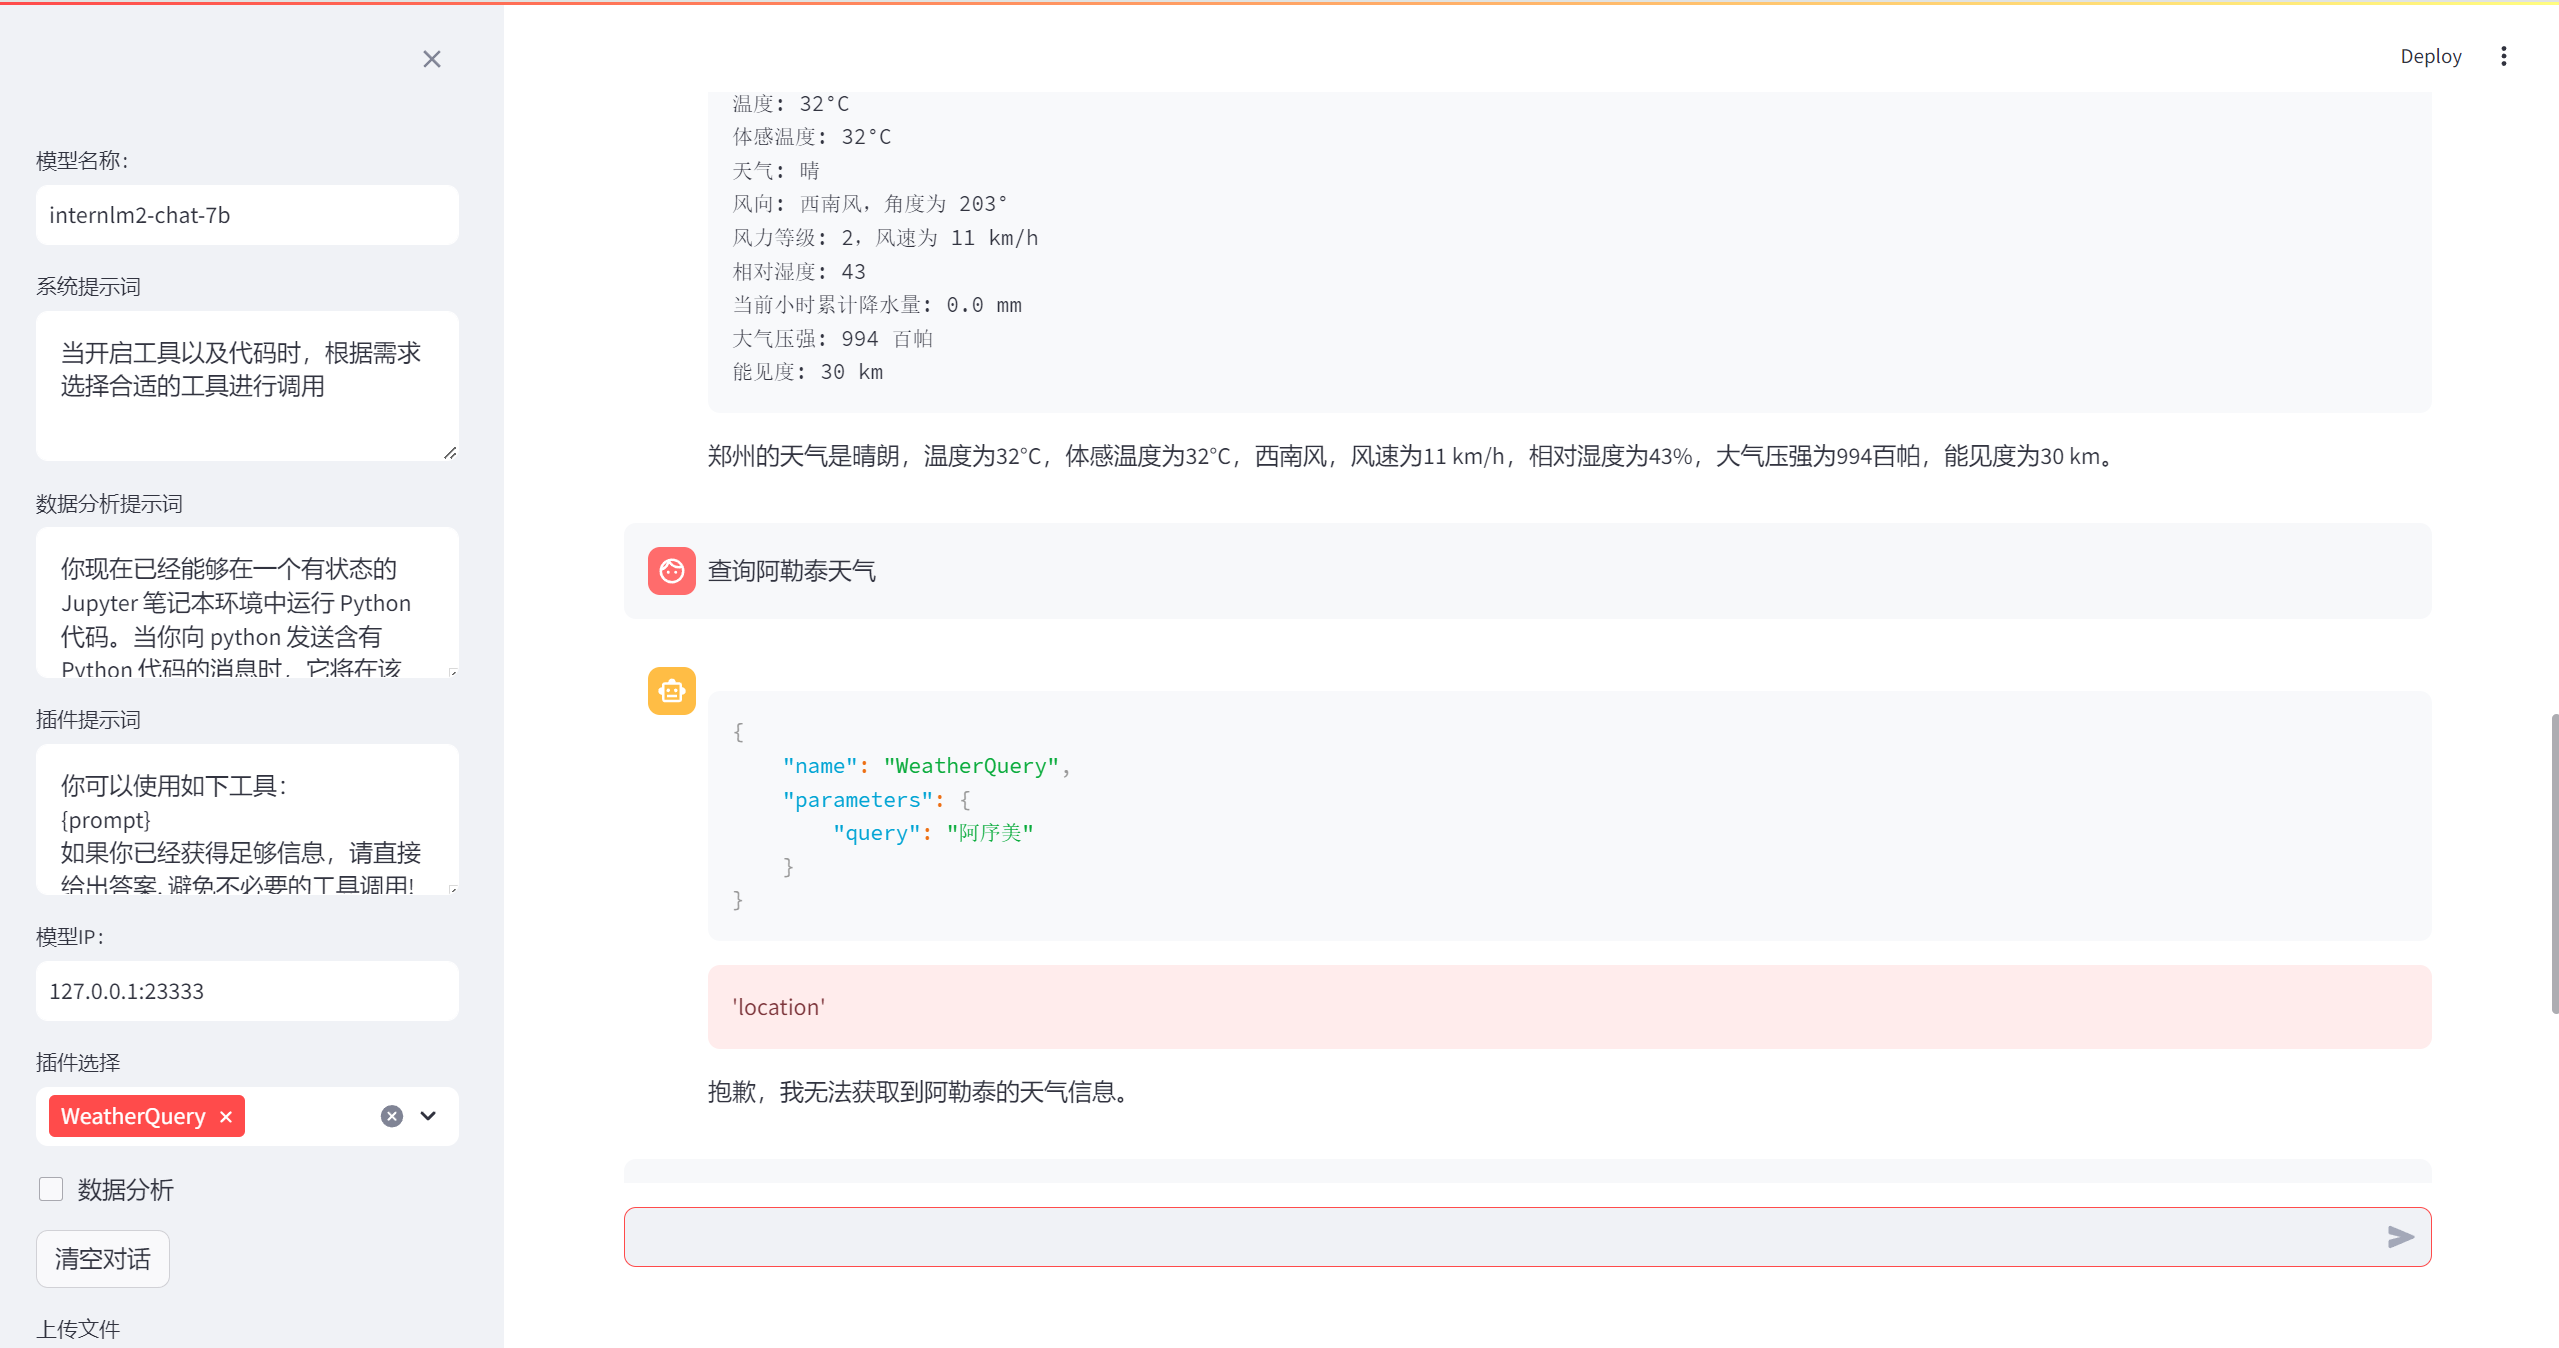 Deploy
模型名称：
internlm2-chat-7b
系统提示词
当开启工具以及代码时，根据需求
选择合适的工具进行调用
数据分析提示词
你现在已经能够在一个有状态的
Jupyter 笔记本环境中运行 Python
代码。当你向 python 发送含有
Python 代码的消息时，它将在该
插件提示词
你可以使用如下工具：
{prompt}
如果你已经获得足够信息，请直接
给出答案. 避免不必要的工具调用!
模型IP：
127.0.0.1:23333
插件选择
WeatherQuery
数据分析
清空对话
上传文件
温度: 32°C
体感温度: 32°C
天气: 晴
风向: 西南风，角度为 203°
风力等级: 2，风速为 11 km/h
相对湿度: 43
当前小时累计降水量: 0.0 mm
大气压强: 994 百帕
能见度: 30 km
郑州的天气是晴朗，温度为32°C，体感温度为32°C，西南风，风速为11 km/h，相对湿度为43%，大气压强为994百帕，能见度为30 km。
查询阿勒泰天气
{
"name": "WeatherQuery",
"parameters": {
"query": "阿序美"
}
}
'location'
抱歉，我无法获取到阿勒泰的天气信息。